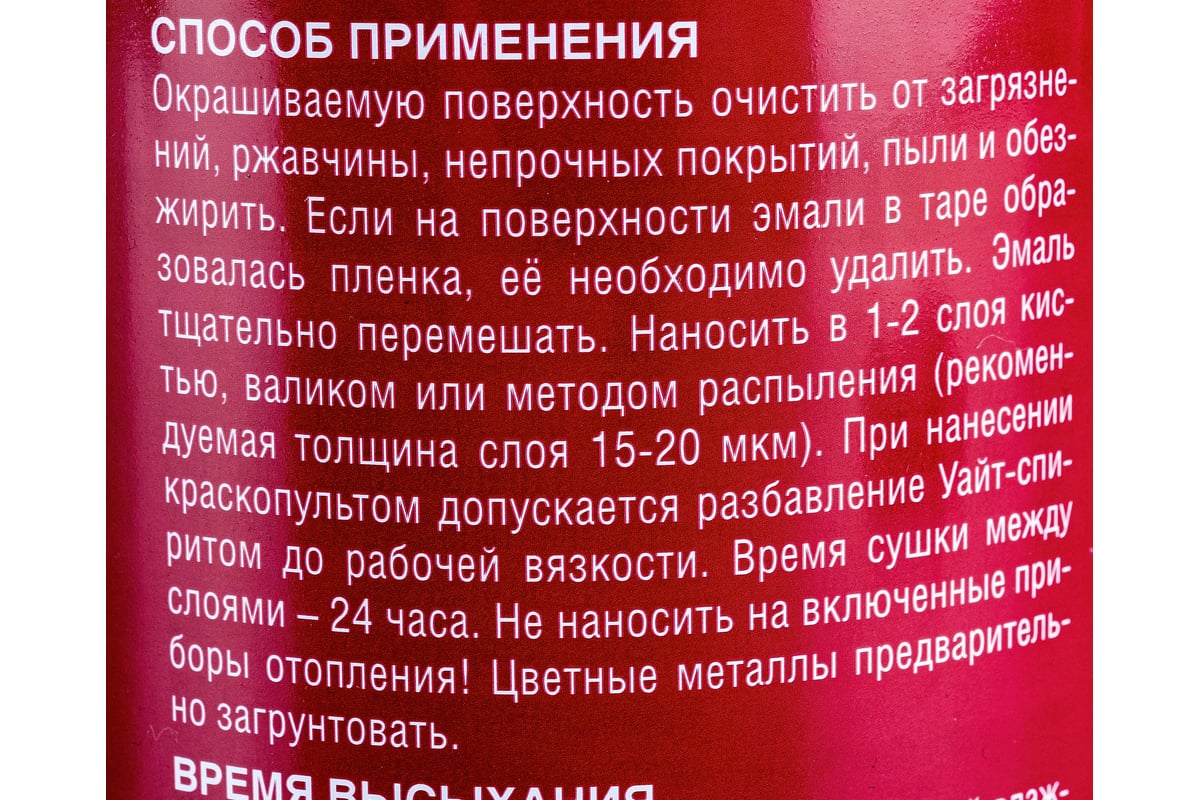 СПОСОБ ПРИМЕНЕНИЯ
Окрашиваемую поверхность очистить от загрязне-
ний, ржавчины, непрочных покрытий, пыли и обез-
жирить. Если на поверхности эмали в таре обра-
зовалась пленка, её необходимо удалить. Эмаль
тщательно перемешать. Наносить в 1-2 слоя кис-
тью, валиком или методом распыления (рекомен-
дуемая толщина слоя 15-20 мкм). При нанесении
краскопультом допускается разбавление Уайт-спи-
ритом до рабочей вязкости. Время сушки между
слоями – 24 часа. Не наносить на включенные при-
боры отопления! Цветные металлы предваритель-
но загрунтовать.
ВРЕМЯ ВЫСЫХАНИЯ